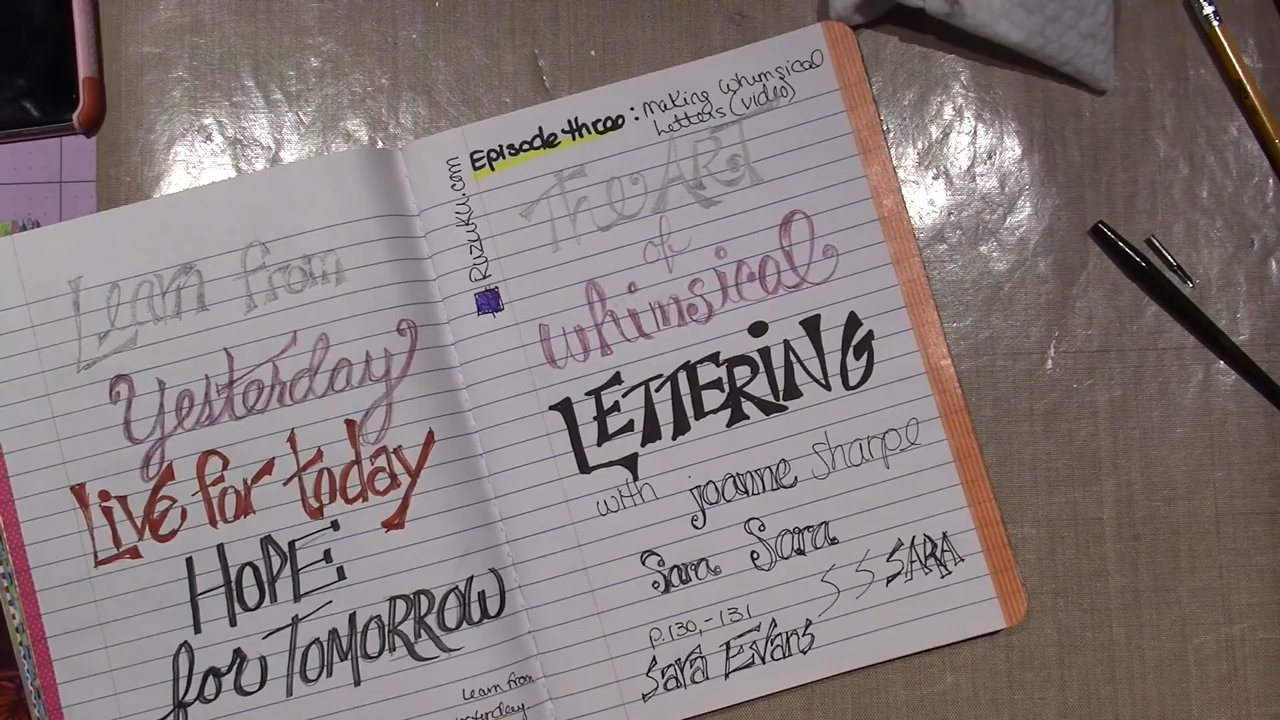 Learn from
Yesterday
Live for today
HOPE
for TOMORROW
Learn from
yesterday
Ruzuku.com
Episode three: Making whimsical
Letters (video)
The ART
of
whimsical
LETTERING
with joanne sharpe
Sara Sara
S S SARA
p.130,-131
Sara Evans